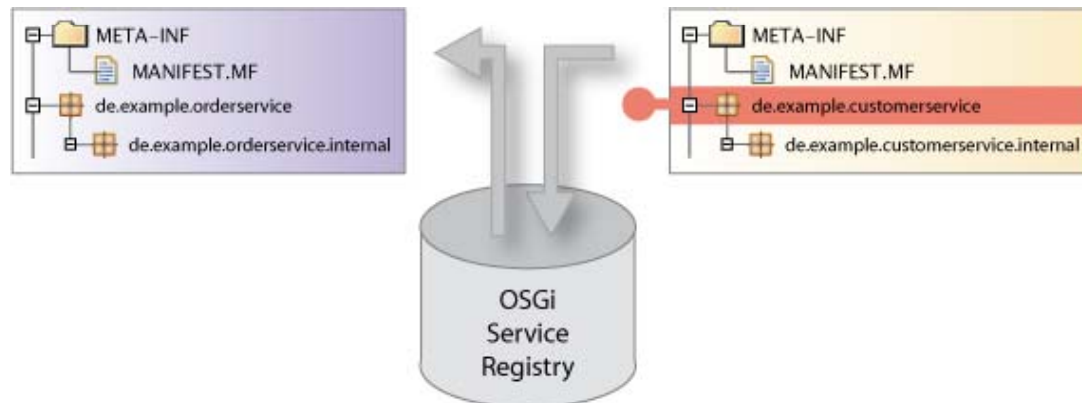 META-INF
MANIFEST.MF
de.example.orderservice
de.example.orderservice.internal
META-INF
MANIFEST.MF
de.example.customerservice
de.example.customerservice.internal
OSGi
Service
Registry